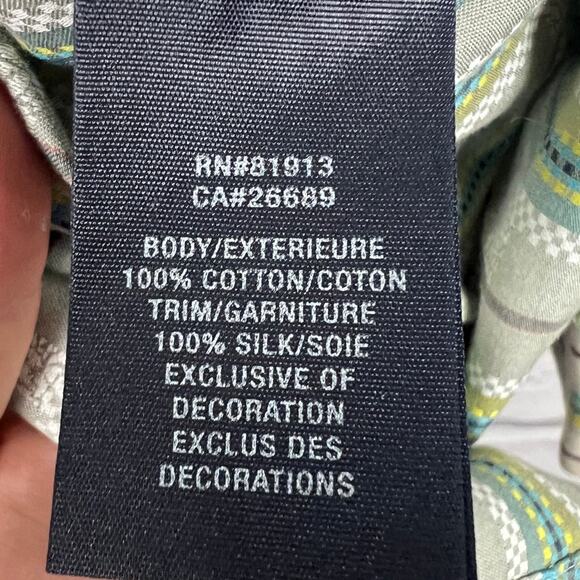 RN#81913
CA#26689
BODY/EXTERIEURE
100% COTTON/COTON
TRIM/GARNITURE
100% SILK/SOIE
EXCLUSIVE OF
DECORATION
EXCLUS DES
DECORATIONS